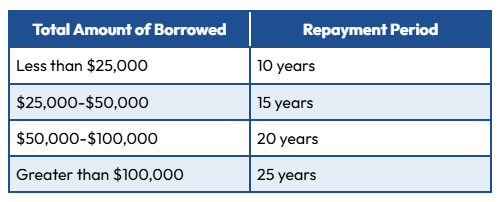 Total Amount of Borrowed Repayment Period
Less than $25,000 10 years
$25,000-$50,000 15 years
$50,000-$100,000 20 years
Greater than $100,000 25 years